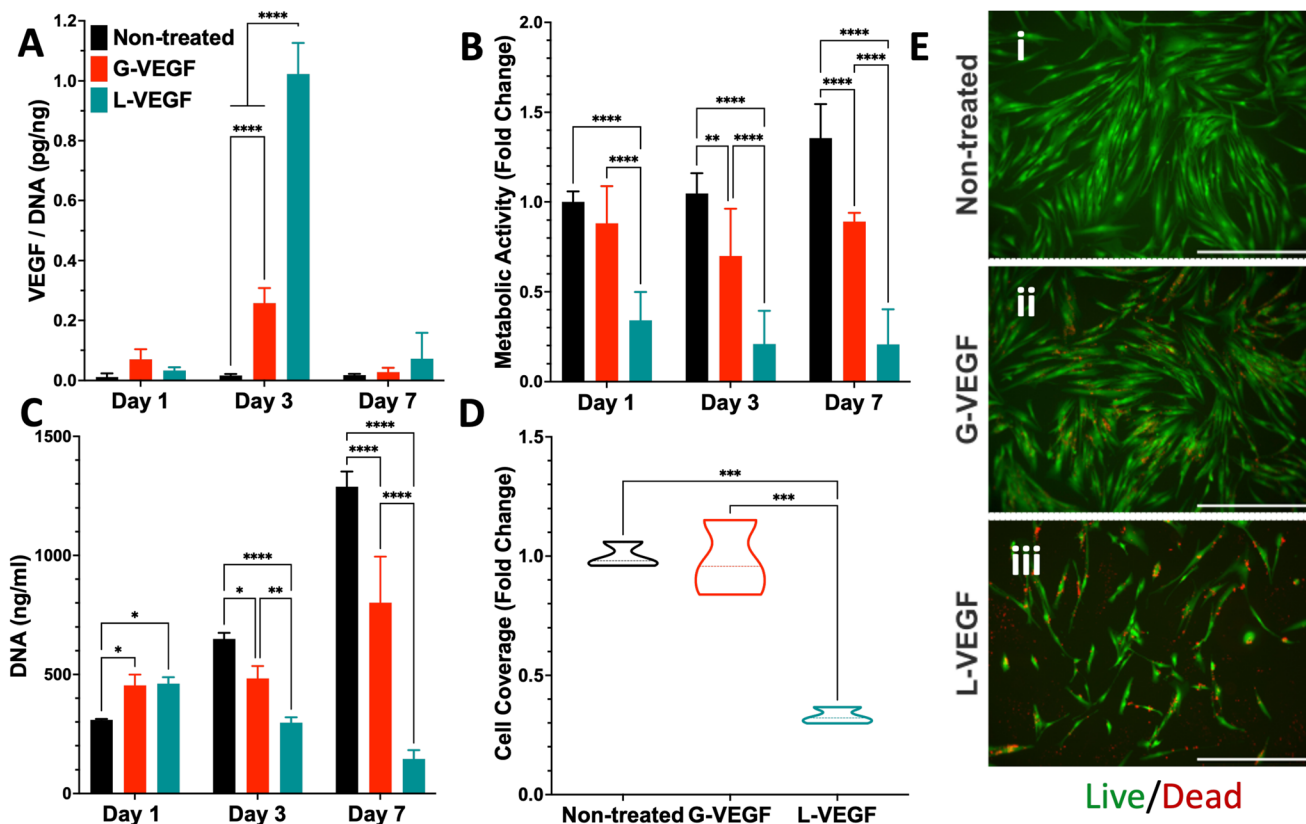 A
Non-treated
G-VEGF
L-VEGF
****
****
VEGF / DNA (pg/ng)
1.2
1.0
0.8
0.6
0.4
0.2
0.0
Day 1
Day 3
Day 7
B
Metabolic Activity (Fold Change)
2.0
1.5
1.0
0.5
0.0
****
****
****
**
****
****
****
****
Day 1
Day 3
Day 7
C
DNA (ng/ml)
1500
1000
500
0
*
*
****
*
**
****
****
****
Day 1
Day 3
Day 7
D
Cell Coverage (Fold Change)
1.5
1.0
0.5
0.0
***
***
Non-treated
G-VEGF
L-VEGF
E
Non-treated
i
G-VEGF
ii
L-VEGF
iii
Live/Dead